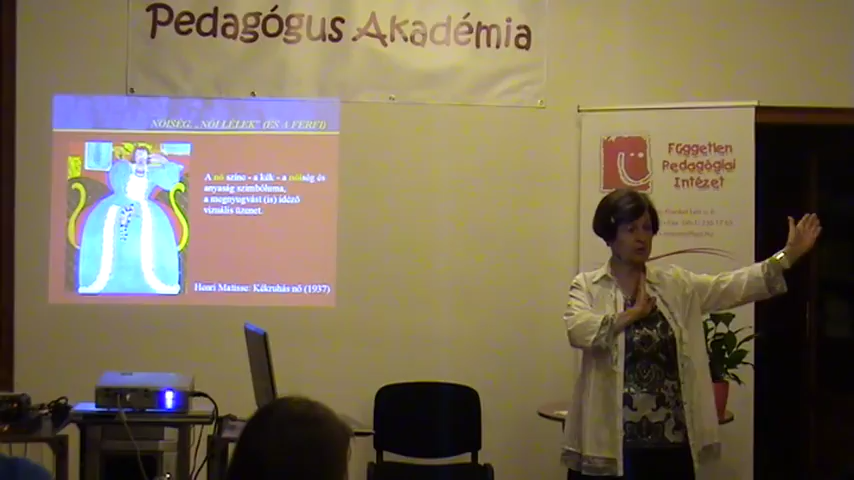 Pedagógus Akadémia
NŐISÉG, „NŐI LÉLEK” (ÉS A FÉRFI)
A nő színe - a kék - a nőiség és
anyaság szimbóluma,
a megnyugvást (is) idéző
vizuális üzenet.
Henri Matisse: Kékruhás nő (1937)
Független
Pedagógiai
Intézet